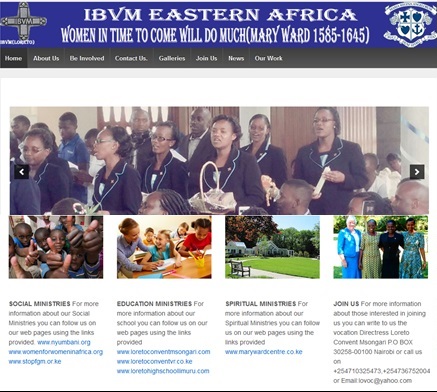 IBVM EASTERN AFRICA
WOMEN IN TIME TO COME WILL DO MUCH(MARY WARD 1585-1645)
IBVM
IBVM(LORETO)
Home About Us Be Involved Contact Us. Galleries Join Us News Our Work
SOCIAL MINISTRIES For more
information about our Social
Ministries you can follow us on
our web pages using the links
provided. www.nyumbani.org
www.womenforwomeninafrica.org
www.stopfgm.or.ke
EDUCATION MINISTRIES For
more information about our
school you can follow us on our
web pages using the links
provided
www.loretoconventmsongari.com
www.loretoconventvr.co.ke
www.loretohighschoollimuru.com
SPIRITUAL MINISTRIES For
more information about our
Spiritual Ministries you can
follow us on our web pages
using the links provided
www.marywardcentre.co.ke
JOIN US For more information
about those interested in joining
us you can write to us the
vocation Directress Loreto
Convent Msongari P.O BOX
30258-00100 Nairobi or call us
on
+254710325473,+254736752004
or Email:lovoc@yahoo.com